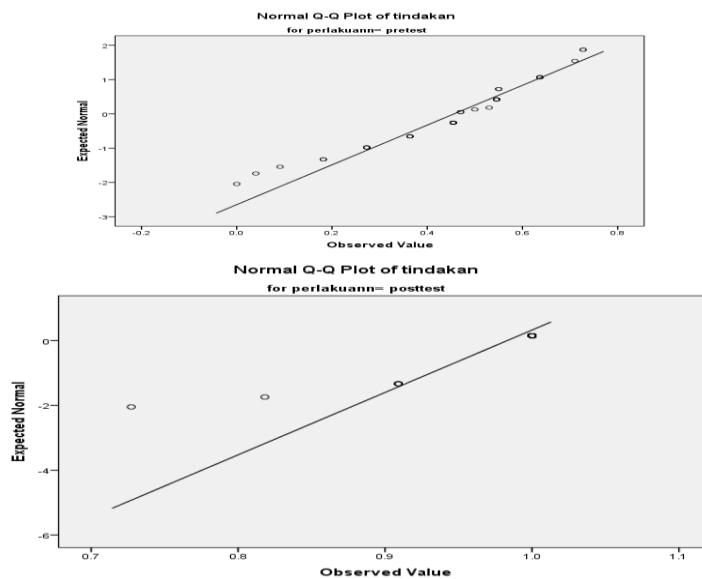 Normal Q-Q Plot of tindakan
for perlakuann= pretest
2
1
0
-1
-2
-3
Expected Normal
-0.2 0.0 0.2 0.4 0.6 0.8
Observed Value
Normal Q-Q Plot of tindakan
for perlakuann= posttest
0
-2
-4
-6
Expected Normal
0.7 0.8 0.9 1.0 1.1
Observed Value